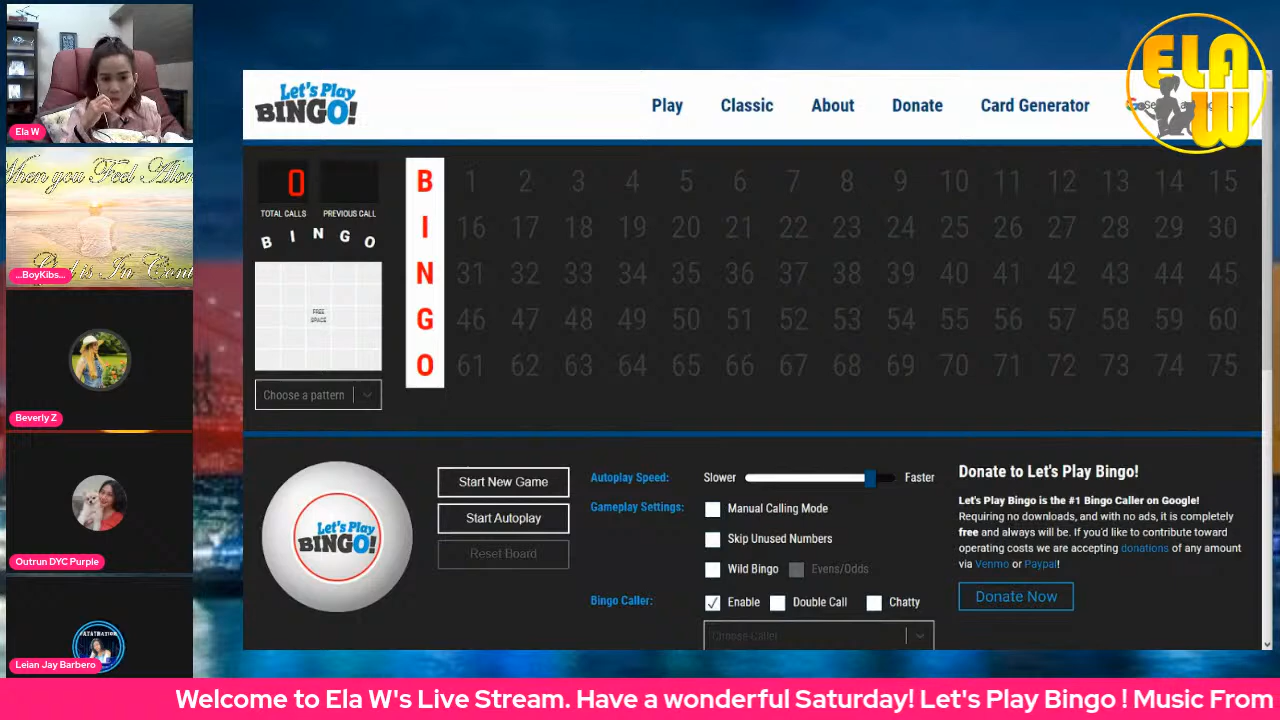 Ela W
When you Feel Alone
...BoyKibs...
Beverly Z
Outrun DYC Purple
Leian Jay Barbero
Let's Play
BINGO!
Play
Classic
About
Donate
Card Generator
ELA
W
0
TOTAL CALLS
PREVIOUS CALL
B I N G O
FREE
SPACE
Choose a pattern
B 1 2 3 4 5 6 7 8 9 10 11 12 13 14 15
I 16 17 18 19 20 21 22 23 24 25 26 27 28 29 30
N 31 32 33 34 35 36 37 38 39 40 41 42 43 44 45
G 46 47 48 49 50 51 52 53 54 55 56 57 58 59 60
O 61 62 63 64 65 66 67 68 69 70 71 72 73 74 75
Let's Play
BINGO!
Start New Game
Start Autoplay
Reset Board
Autoplay Speed:
Slower
Faster
Gameplay Settings:
Manual Calling Mode
Skip Unused Numbers
Wild Bingo
Evens/Odds
Bingo Caller:
Enable
Double Call
Chatty
Choose Caller
Donate to Let's Play Bingo!
Let's Play Bingo is the #1 Bingo Caller on Google!
Requiring no downloads, and with no ads, it is completely
free and always will be. If you'd like to contribute toward
operating costs we are accepting donations of any amount
via Venmo or Paypal!
Donate Now
Welcome to Ela W's Live Stream. Have a wonderful Saturday! Let's Play Bingo ! Music From